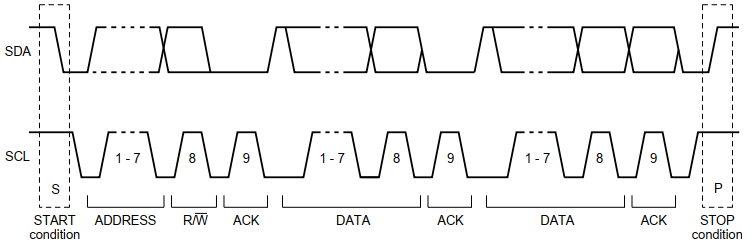 SDA
SCL
1 - 7
8
9
1 - 7
8
9
1 - 7
8
9
S
P
START
condition
ADDRESS
R/W̅
ACK
DATA
ACK
DATA
ACK
STOP
condition